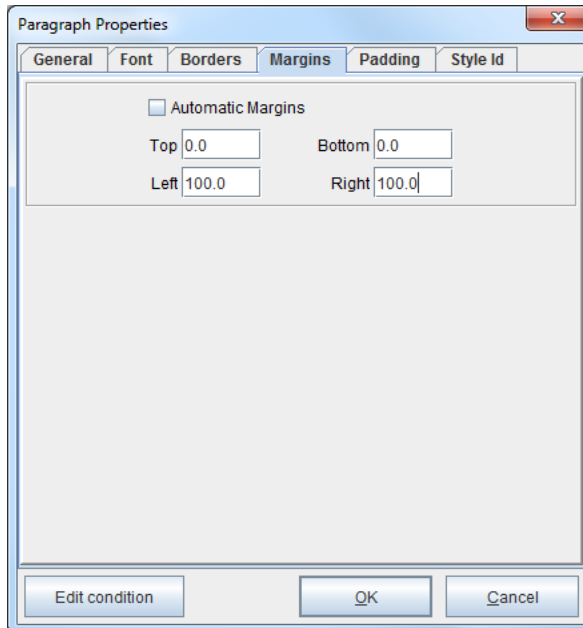 Paragraph Properties
General Font Borders Margins Padding Style Id
Automatic Margins
Top 0.0 Bottom 0.0
Left 100.0 Right 100.0
Edit condition OK Cancel